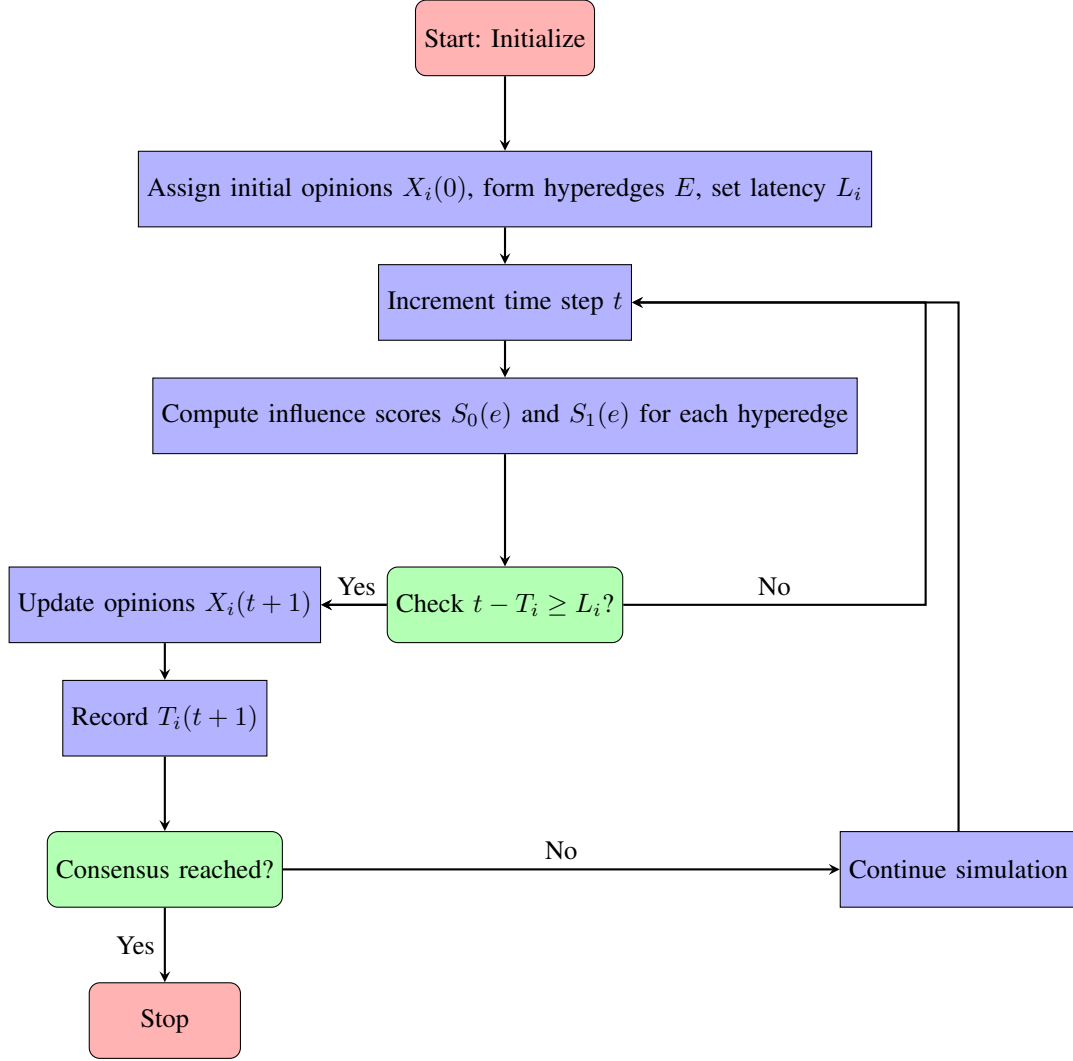 Start: Initialize
Assign initial opinions $X_i(0)$, form hyperedges $E$, set latency $L_i$
Increment time step $t$
Compute influence scores $S_0(e)$ and $S_1(e)$ for each hyperedge
Update opinions $X_i(t+1)$
Yes
Check $t - T_i \geq L_i$?
No
Record $T_i(t+1)$
Consensus reached?
No
Continue simulation
Yes
Stop